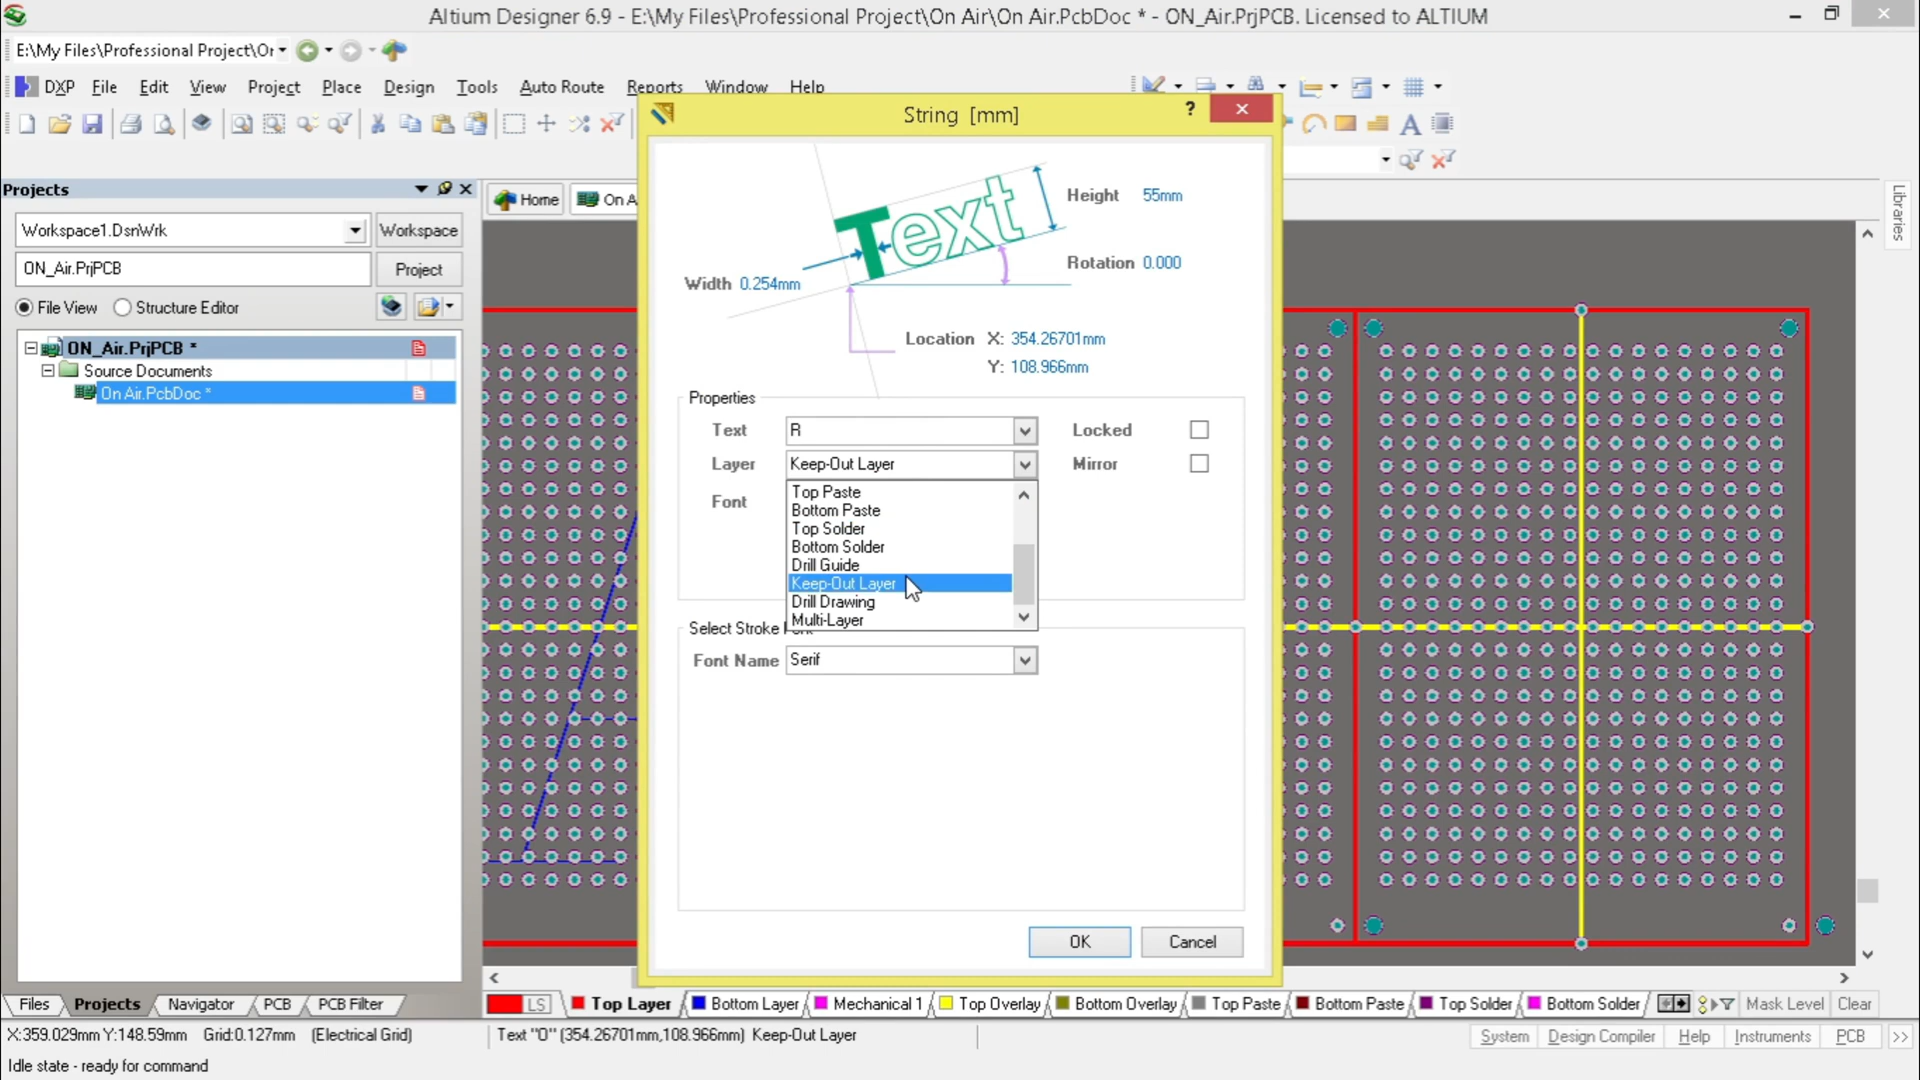 Altium Designer 6.9 - E:\My Files\Professional Project\On Air\On Air.PcbDoc * - ON_Air.PrjPCB. Licensed to ALTIUM
E:\My Files\Professional Project\Or
DXP File Edit View Project Place Design Tools Auto Route Reports Window Help
String [mm]
?
Projects
Home
On A
Libraries
Workspace1.DsnWrk
Workspace
ON_Air.PrjPCB
Project
File View
Structure Editor
ON_Air.PrjPCB *
Source Documents
On Air.PcbDoc *
Text
Height 55mm
Rotation 0.000
Width 0.254mm
Location X: 354.26701mm
Y: 108.966mm
Properties
Text R
Locked
Layer Keep-Out Layer
Mirror
Font
Top Paste
Bottom Paste
Top Solder
Bottom Solder
Drill Guide
Keep-Out Layer
Drill Drawing
Multi-Layer
Select Stroke
Font Name Serif
OK
Cancel
Files Projects Navigator PCB PCB Filter
LS Top Layer Bottom Layer Mechanical 1 Top Overlay Bottom Overlay Top Paste Bottom Paste Top Solder Bottom Solder Mask Level Clear
X:359.029mm Y:148.59mm Grid:0.127mm (Electrical Grid)
Text "O" (354.26701mm,108.966mm) Keep-Out Layer
System Design Compiler Help Instruments PCB >>
Idle state - ready for command